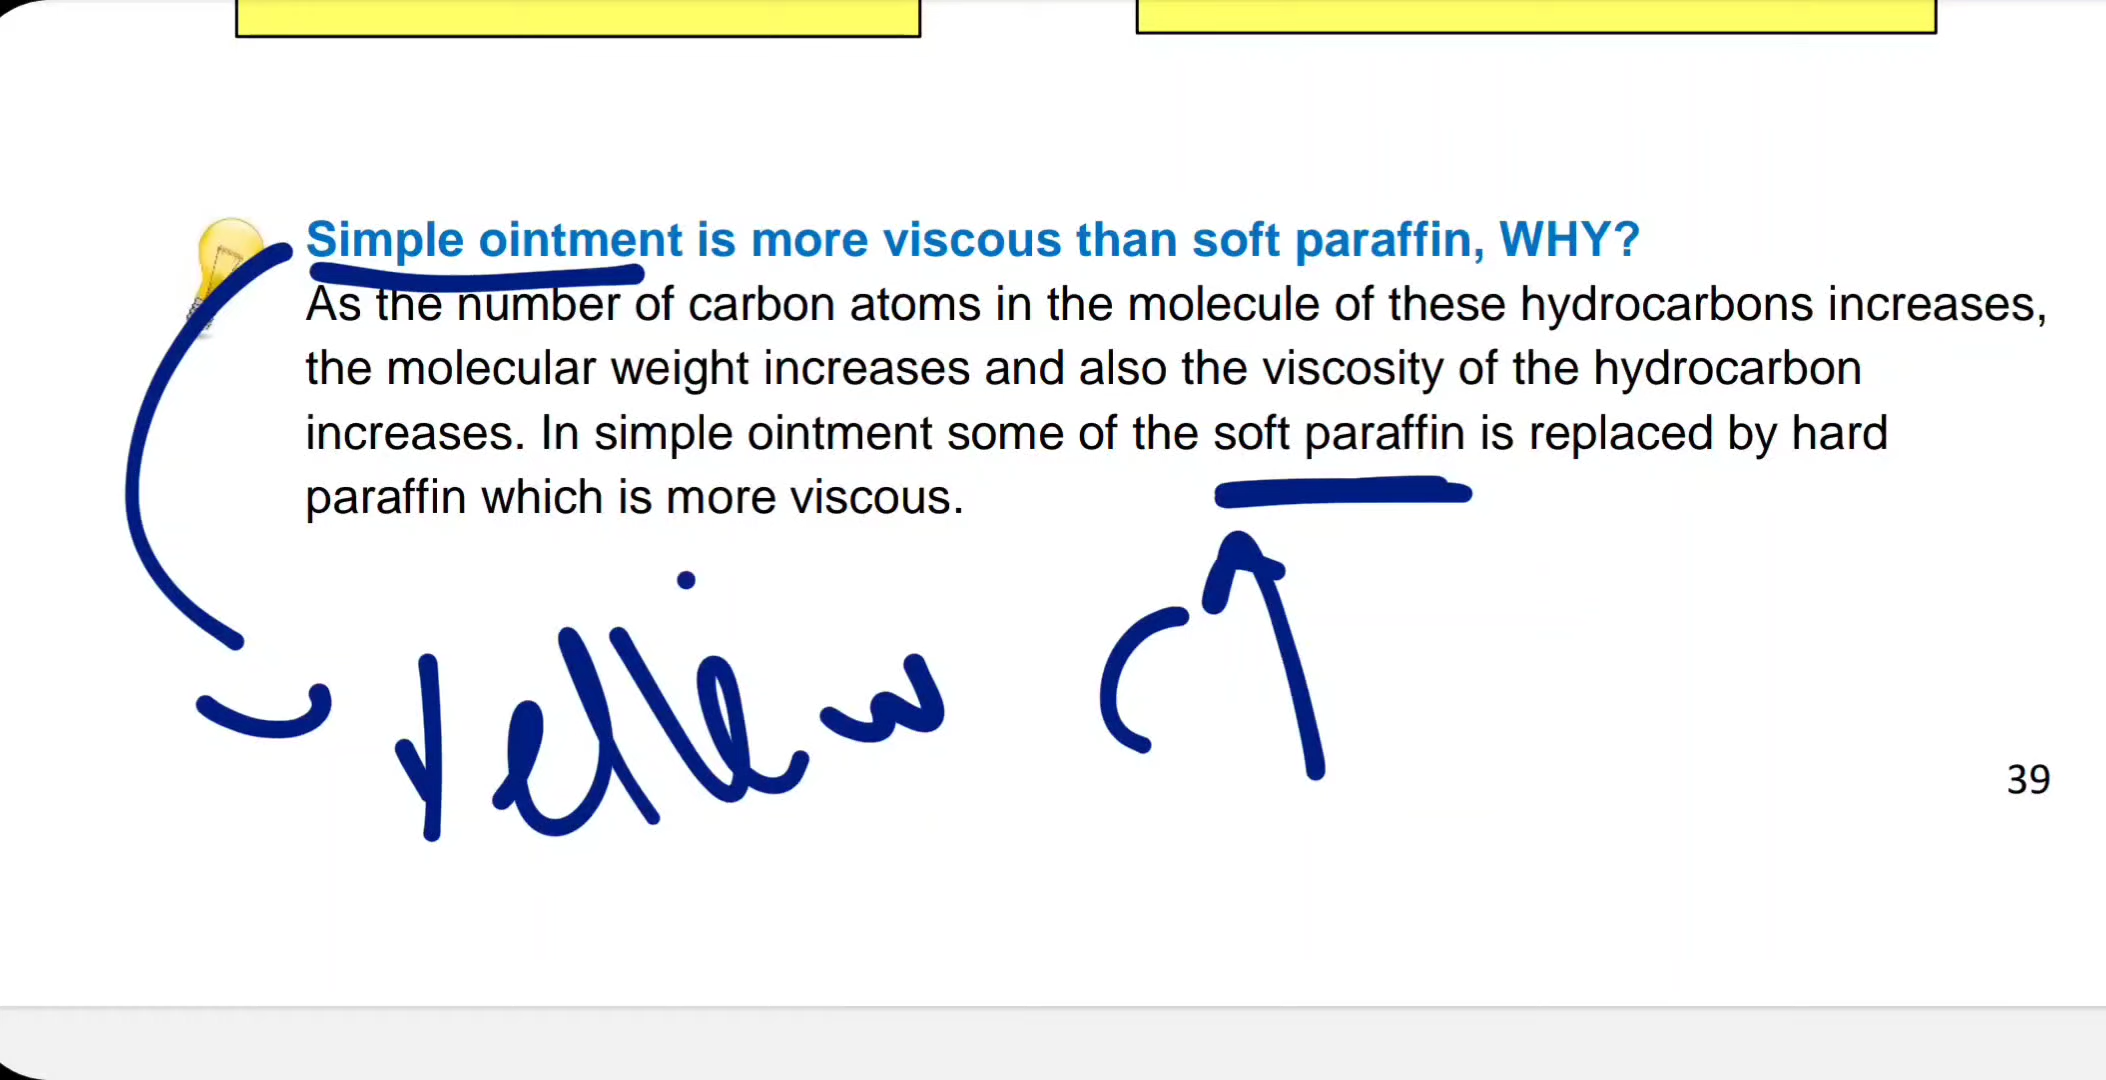 Simple ointment is more viscous than soft paraffin, WHY?
As the number of carbon atoms in the molecule of these hydrocarbons increases,
the molecular weight increases and also the viscosity of the hydrocarbon
increases. In simple ointment some of the soft paraffin is replaced by hard
paraffin which is more viscous.
39